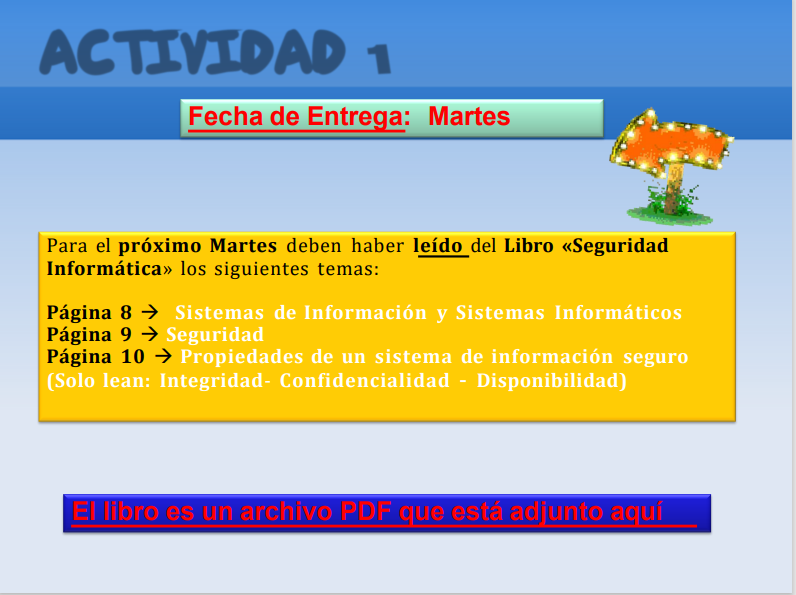 ACTIVIDAD 1
Fecha de Entrega: Martes
Para el próximo Martes deben haber leído del Libro «Seguridad
Informática» los siguientes temas:
Página 8 → Sistemas de Información y Sistemas Informáticos
Página 9 → Seguridad
Página 10 → Propiedades de un sistema de información seguro
(Solo lean: Integridad- Confidencialidad - Disponibilidad)
El libro es un archivo PDF que está adjunto aquí